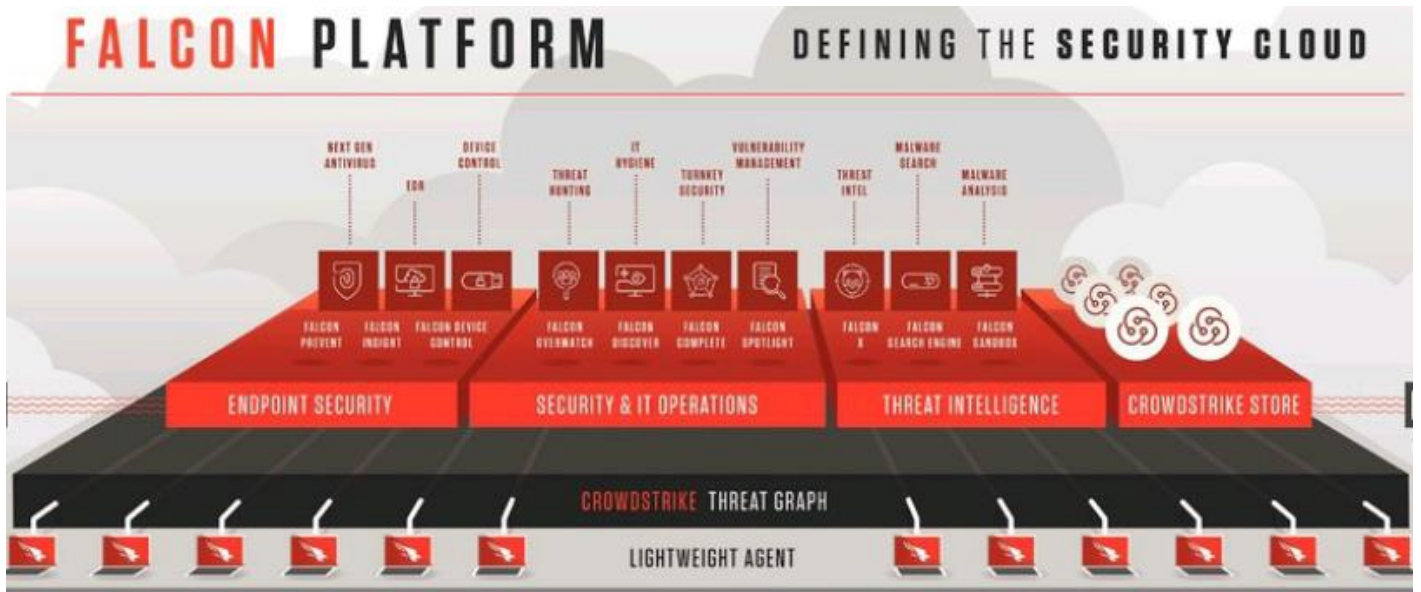 FALCON PLATFORM
DEFINING THE SECURITY CLOUD
NEXT GEN
ANTIVIRUS
EDR
DEVICE
CONTROL
THREAT
HUNTING
IT
HYGIENE
TURNKEY
SECURITY
VULNERABILITY
MANAGEMENT
THREAT
INTEL
MALWARE
SEARCH
MALWARE
ANALYSIS
FALCON
PREVENT
FALCON
INSIGHT
FALCON DEVICE
CONTROL
FALCON
OVERWATCH
FALCON
DISCOVER
FALCON
COMPLETE
FALCON
SPOTLIGHT
FALCON
X
FALCON
SEARCH ENGINE
FALCON
SANDBOX
ENDPOINT SECURITY
SECURITY & IT OPERATIONS
THREAT INTELLIGENCE
CROWDSTRIKE STORE
CROWDSTRIKE THREAT GRAPH
LIGHTWEIGHT AGENT